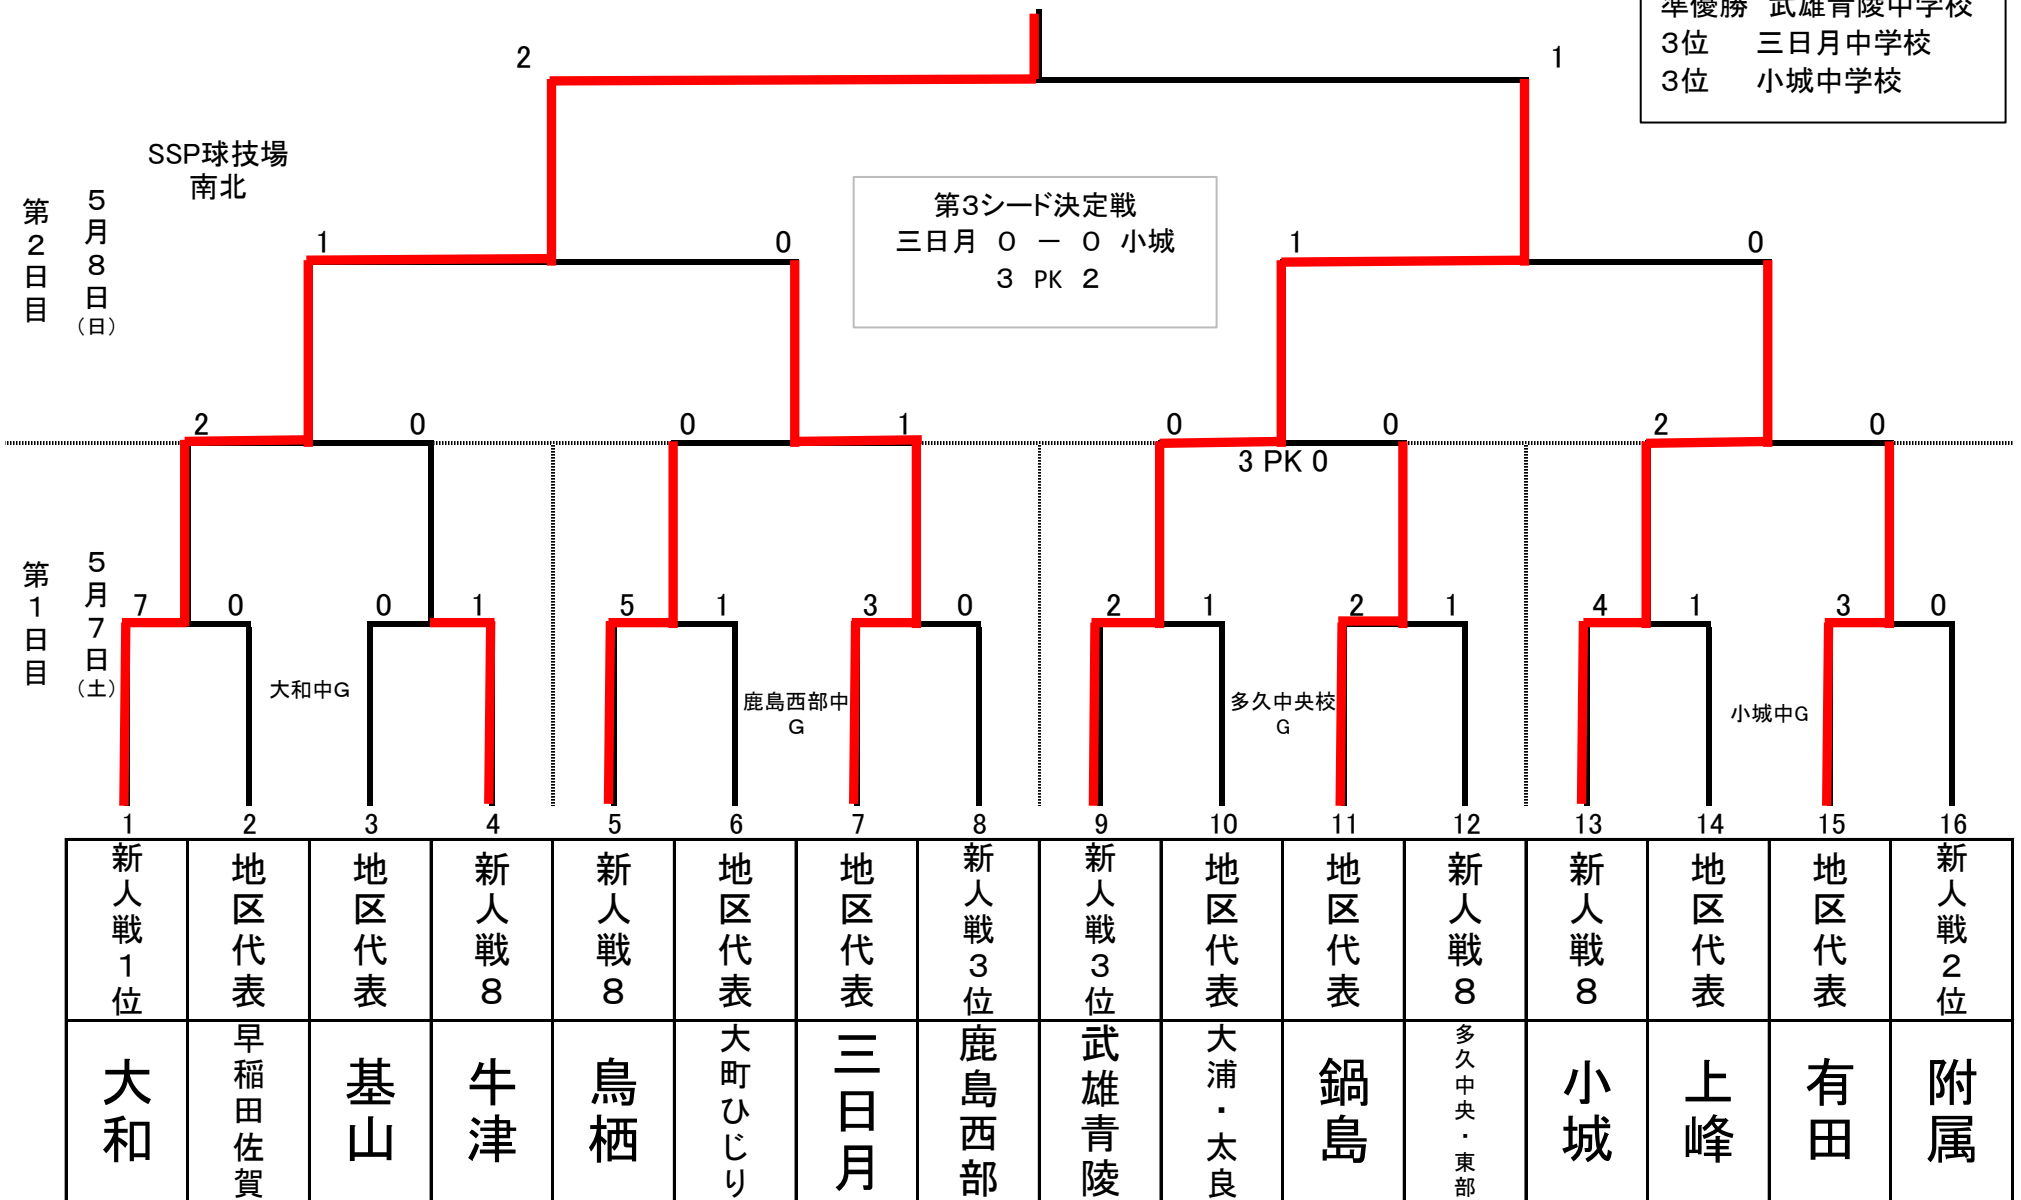 準優勝 武雄青陵中学校
3位 三日月中学校
3位 小城中学校
2
1
SSP球技場
南北
第2日目
5月8日
（日）
第3シード決定戦
三日月 0 － 0 小城
3 PK 2
1
0
1
0
2
0
0
1
0
0
2
0
3 PK 0
第1日目
5月7日
（土）
7
0
0
1
5
1
3
0
2
1
2
1
4
1
3
0
大和中G
鹿島西部中
G
多久中央校
G
小城中G
1
2
3
4
5
6
7
8
9
10
11
12
13
14
15
16
新人戦1位
地区代表
地区代表
新人戦8
新人戦8
地区代表
地区代表
新人戦3位
新人戦3位
地区代表
地区代表
新人戦8
新人戦8
地区代表
地区代表
新人戦2位
大和
早稲田佐賀
基山
牛津
鳥栖
大町ひじり
三日月
鹿島西部
武雄青陵
大浦・太良
鍋島
多久中央・東部
小城
上峰
有田
附属